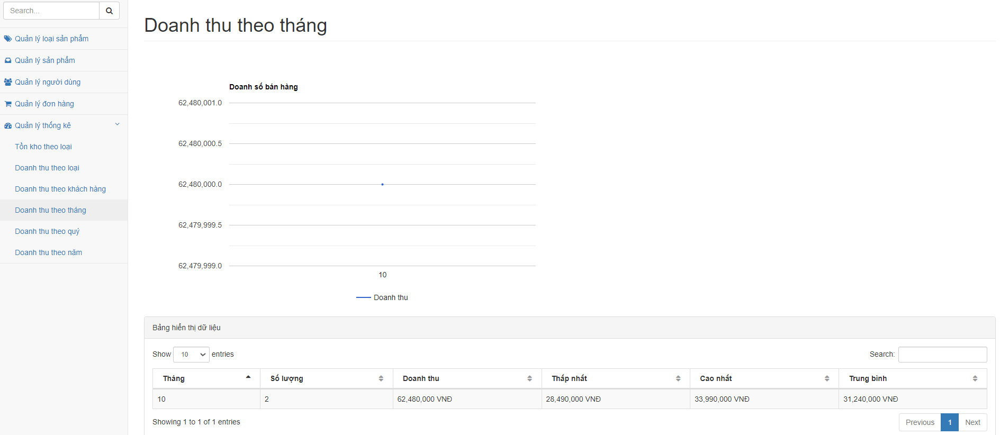 Search...
Quản lý loại sản phẩm
Quản lý sản phẩm
Quản lý người dùng
Quản lý đơn hàng
Quản lý thống kê
Tồn kho theo loại
Doanh thu theo loại
Doanh thu theo khách hàng
Doanh thu theo tháng
Doanh thu theo quý
Doanh thu theo năm
Doanh thu theo tháng
Doanh số bán hàng
62,480,001.0
62,480,000.5
62,480,000.0
62,479,999.5
62,479,999.0
10
Doanh thu
Bảng hiển thị dữ liệu
Show 10 entries
Search:
Tháng Số lượng Doanh thu Thấp nhất Cao nhất Trung bình
10 2 62,480,000 VNĐ 28,490,000 VNĐ 33,990,000 VNĐ 31,240,000 VNĐ
Showing 1 to 1 of 1 entries
Previous 1 Next